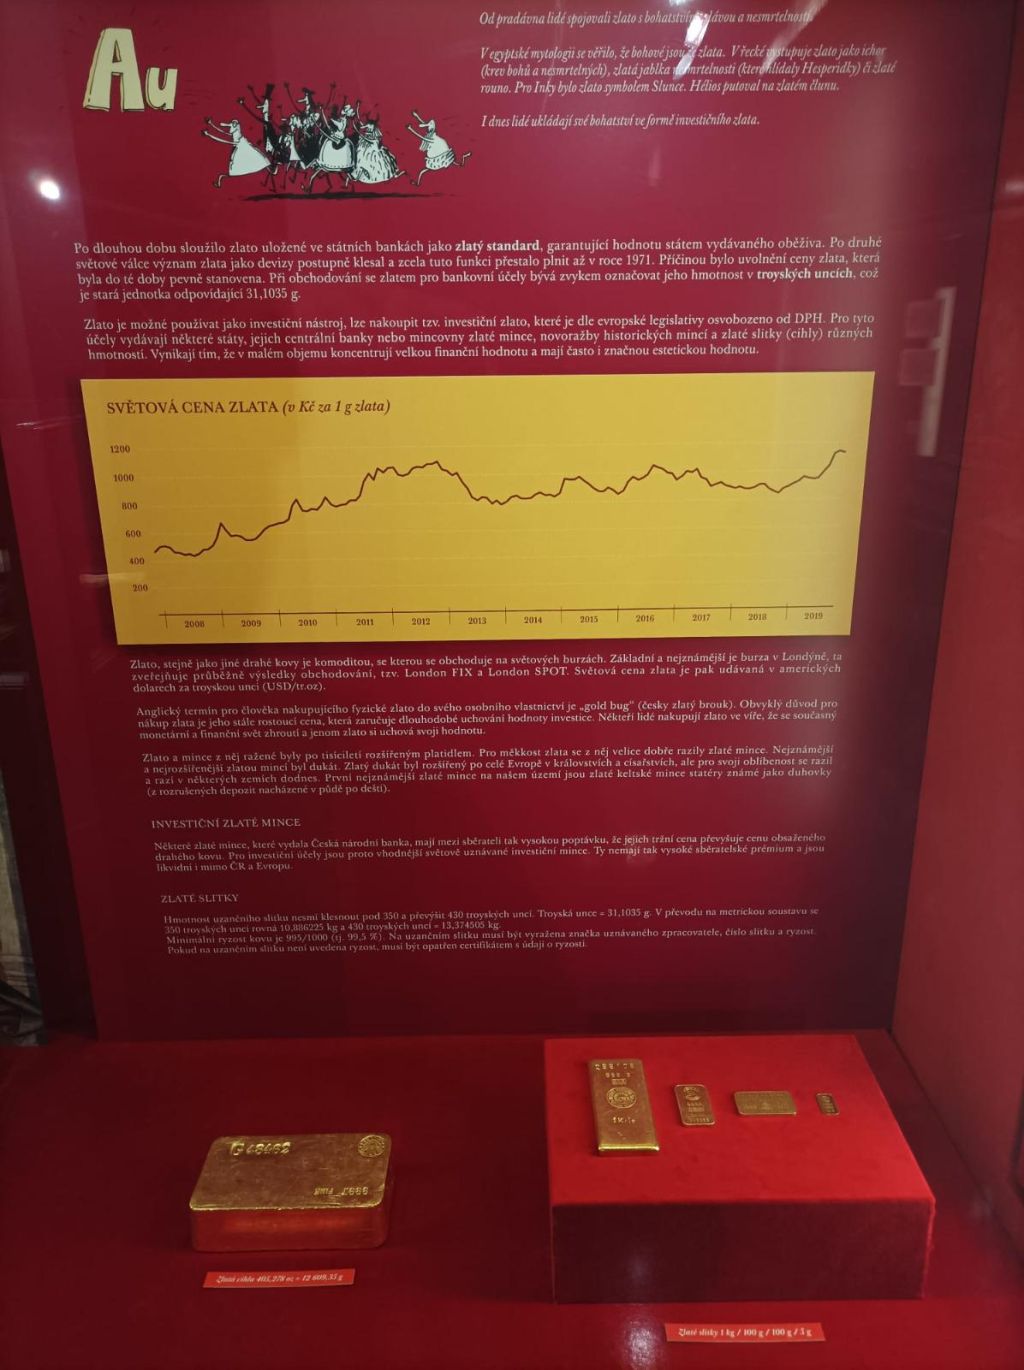 Au
Od pradávna lidé spojovali zlato s bohatstvím, slávou a nesmrtelností.
V egyptské mytologii se věřilo, že bohové jsou ze zlata. V řecké vystupuje zlato jako ichor
(krev bohů a nesmrtelných), zlatá jablka nesmrtelnosti (která hlídaly Hesperidky) či zlaté
rouno. Pro Inky bylo zlato symbolem Slunce. Hélios putoval na zlatém člunu.
I dnes lidé ukládají své bohatství ve formě investičního zlata.
Po dlouhou dobu sloužilo zlato uložené ve státních bankách jako zlatý standard, garantující hodnotu státem vydávaného oběživa. Po druhé
světové válce význam zlata jako devizy postupně klesal a zcela tuto funkci přestalo plnit až v roce 1971. Příčinou bylo uvolnění ceny zlata, která
byla do té doby pevně stanovena. Při obchodování se zlatem pro bankovní účely bývá zvykem označovat jeho hmotnost v troyských uncích, což
je stará jednotka odpovídající 31,1035 g.
Zlato je možné používat jako investiční nástroj, lze nakoupit tzv. investiční zlato, které je dle evropské legislativy osvobozeno od DPH. Pro tyto
účely vydávají některé státy, jejich centrální banky nebo mincovny zlaté mince, novoražby historických mincí a zlaté slitky (cihly) různých
hmotností. Vynikají tím, že v malém objemu koncentrují velkou finanční hodnotu a mají často i značnou estetickou hodnotu.
SVĚTOVÁ CENA ZLATA (v Kč za 1 g zlata)
1200
1000
800
600
400
200
2008 2009 2010 2011 2012 2013 2014 2015 2016 2017 2018 2019
Zlato, stejně jako jiné drahé kovy je komoditou, se kterou se obchoduje na světových burzách. Základní a nejznámější je burza v Londýně, ta
zveřejňuje průběžně výsledky obchodování, tzv. London FIX a London SPOT. Světová cena zlata je pak udávána v amerických
dolarech za troyskou unci (USD/tr.oz).
Anglický termín pro člověka nakupujícího fyzické zlato do svého osobního vlastnictví je „gold bug" (česky zlatý brouk). Obvyklý důvod pro
nákup zlata je jeho stále rostoucí cena, která zaručuje dlouhodobé uchování hodnoty investice. Někteří lidé nakupují zlato ve víře, že se současný
monetární a finanční svět zhroutí a jenom zlato si uchová svoji hodnotu.
Zlato a mince z něj ražené byly po tisíciletí rozšířeným platidlem. Pro měkkost zlata se z něj velice dobře razily zlaté mince. Nejznámější
a nejrozšířenější zlatou mincí byl dukát. Zlatý dukát byl rozšířený po celé Evropě v královstvích a císařstvích, ale pro svoji oblíbenost se razil
a razí v některých zemích dodnes. První nejznámější zlaté mince na našem území jsou zlaté keltské mince statéry známé jako duhovky
(z rozrušených depozit nacházené v půdě po dešti).
INVESTIČNÍ ZLATÉ MINCE
Některé zlaté mince, které vydala Česká národní banka, mají mezi sběrateli tak vysokou poptávku, že jejich tržní cena převyšuje cenu obsaženého
drahého kovu. Pro investiční účely jsou proto vhodnější světově uznávané investiční mince. Ty nemají tak vysoké sběratelské prémium a jsou
likvidní i mimo ČR a Evropu.
ZLATÉ SLITKY
Hmotnost uzančního slitku nesmí klesnout pod 350 a převýšit 430 troyských uncí. Troyská unce = 31,1035 g. V převodu na metrickou soustavu se
350 troyských uncí rovná 10,886225 kg a 430 troyských uncí = 13,374505 kg.
Minimální ryzost kovu je 995/1000 (tj. 99,5 %). Na uzančním slitku musí být vyražena značka uznávaného zpracovatele, číslo slitku a ryzost.
Pokud na uzančním slitku není uvedena ryzost, musí být opatřen certifikátem s údaji o ryzosti.
Zlatá cihla 405,278 oz = 12 609,35 g
Zlaté slitky 1 kg / 100 g / 100 g / 5 g